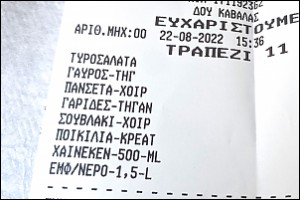 ΕΥΧΑΡΙΣΤΟΥΜΕ
ΔΟΥ ΚΑΒΑΛΑΣ
ΑΡΙΘ.ΜΗΧ:00 22-08-2022 15:36
ΤΡΑΠΕΖΙ 11
ΤΥΡΟΣΑΛΑΤΑ
ΓΑΥΡΟΣ-ΤΗΓ
ΠΑΝΣΕΤΑ-ΧΟΙΡ
ΓΑΡΙΔΕΣ-ΤΗΓΑΝ
ΣΟΥΒΛΑΚΙ-ΧΟΙΡ
ΠΟΙΚΙΛΙΑ-ΚΡΕΑΤ
ΧΑΙΝΕΚΕΝ-500-ML
ΕΜΦ/ΝΕΡΟ-1,5-L